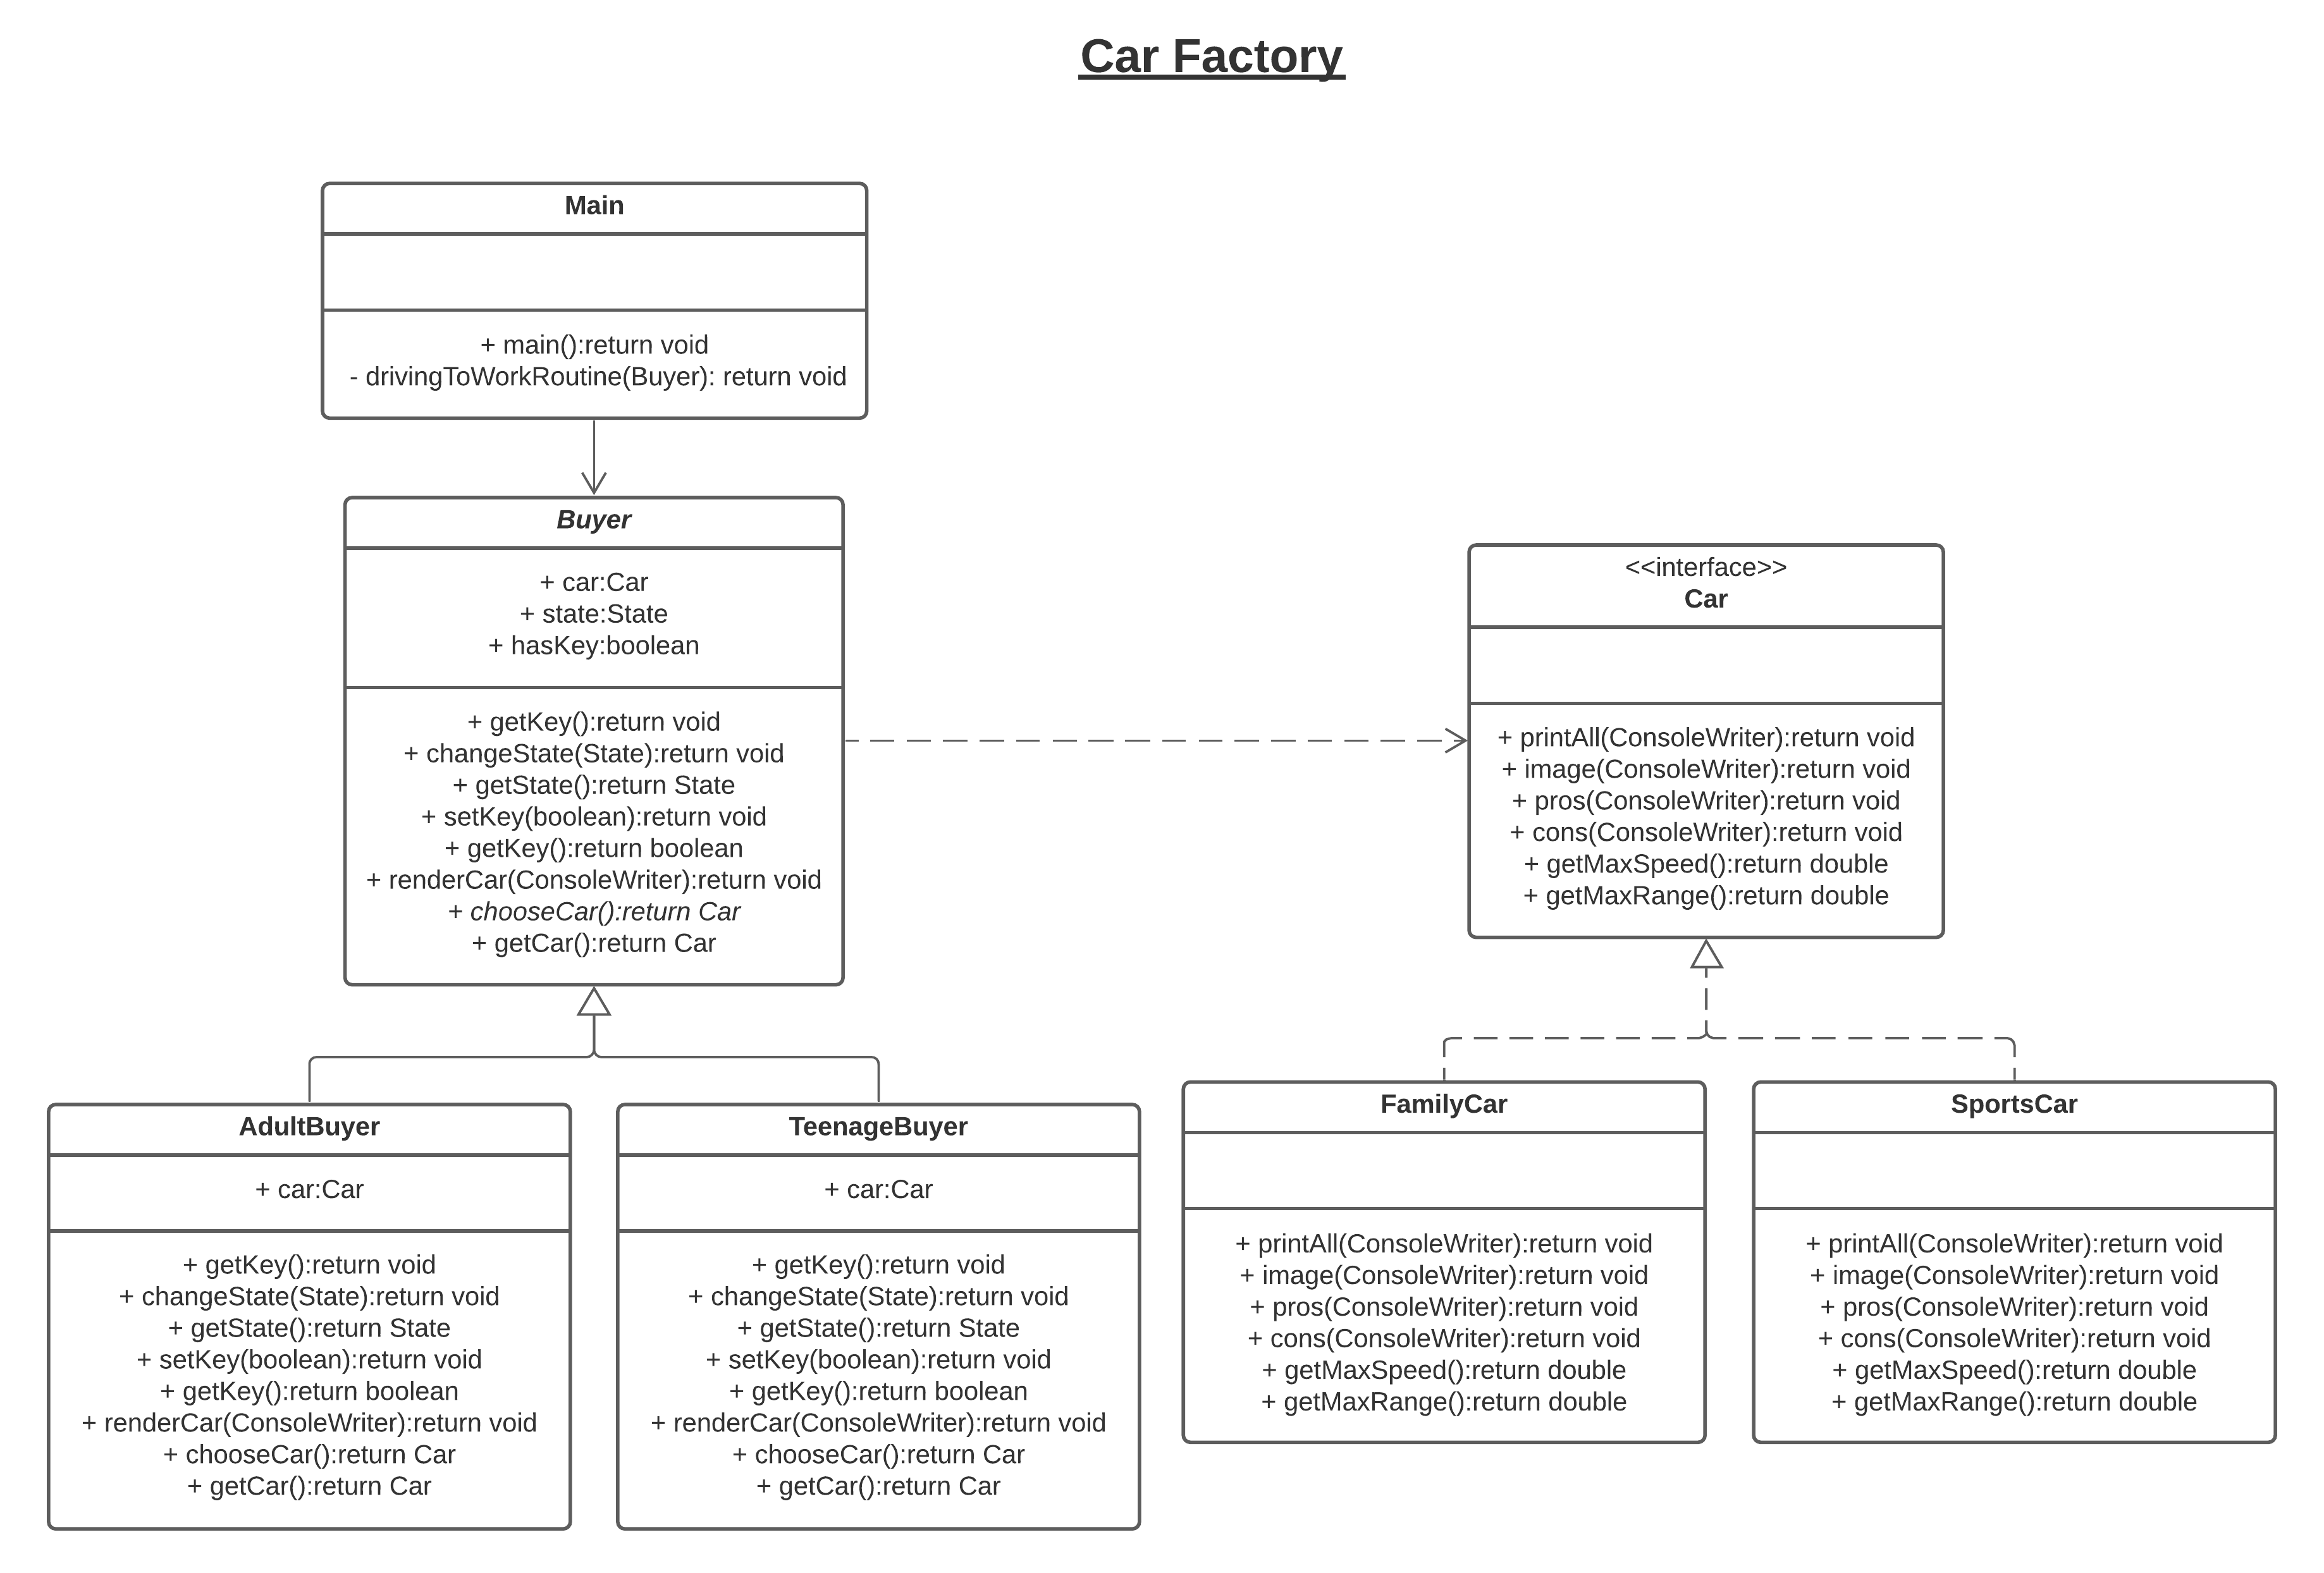 Car Factory
Main
+ main():return void
- drivingToWorkRoutine(Buyer): return void
Buyer
+ car:Car
+ state:State
+ hasKey:boolean
+ getKey():return void
+ changeState(State):return void
+ getState():return State
+ setKey(boolean):return void
+ getKey():return boolean
+ renderCar(ConsoleWriter):return void
+ chooseCar():return Car
+ getCar():return Car
<<interface>>
Car
+ printAll(ConsoleWriter):return void
+ image(ConsoleWriter):return void
+ pros(ConsoleWriter):return void
+ cons(ConsoleWriter):return void
+ getMaxSpeed():return double
+ getMaxRange():return double
AdultBuyer
+ car:Car
+ getKey():return void
+ changeState(State):return void
+ getState():return State
+ setKey(boolean):return void
+ getKey():return boolean
+ renderCar(ConsoleWriter):return void
+ chooseCar():return Car
+ getCar():return Car
TeenageBuyer
+ car:Car
+ getKey():return void
+ changeState(State):return void
+ getState():return State
+ setKey(boolean):return void
+ getKey():return boolean
+ renderCar(ConsoleWriter):return void
+ chooseCar():return Car
+ getCar():return Car
FamilyCar
+ printAll(ConsoleWriter):return void
+ image(ConsoleWriter):return void
+ pros(ConsoleWriter):return void
+ cons(ConsoleWriter):return void
+ getMaxSpeed():return double
+ getMaxRange():return double
SportsCar
+ printAll(ConsoleWriter):return void
+ image(ConsoleWriter):return void
+ pros(ConsoleWriter):return void
+ cons(ConsoleWriter):return void
+ getMaxSpeed():return double
+ getMaxRange():return double